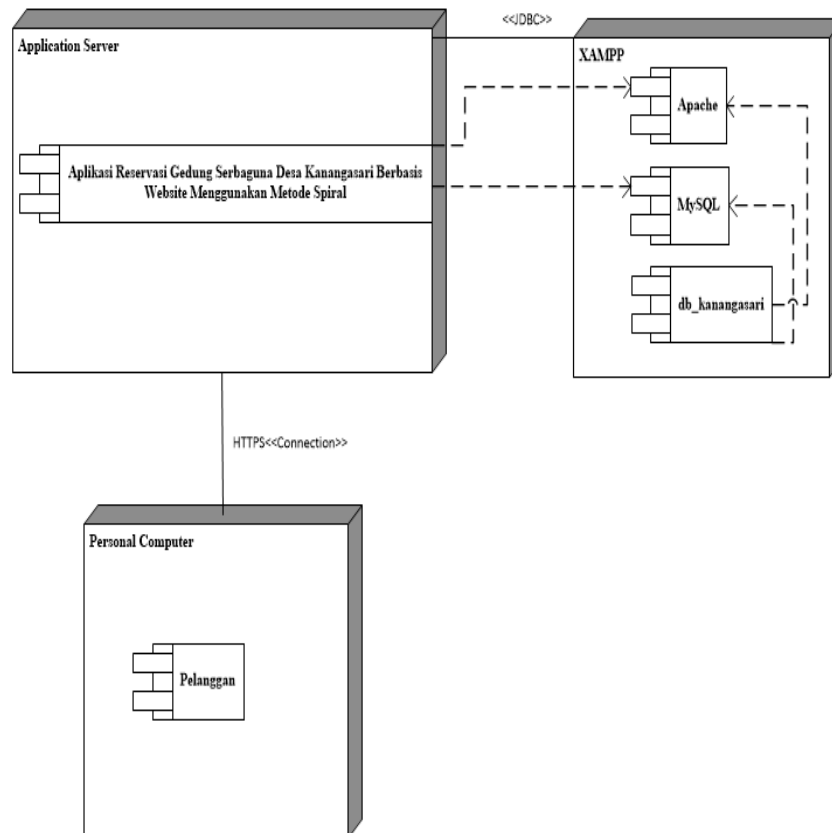 <<JDBC>>
Application Server
XAMPP
Apache
Aplikasi Reservasi Gedung Serbaguna Desa Kanangasari Berbasis
Website Menggunakan Metode Spiral
MySQL
db_kanangasari
HTTPS<<Connection>>
Personal Computer
Pelanggan